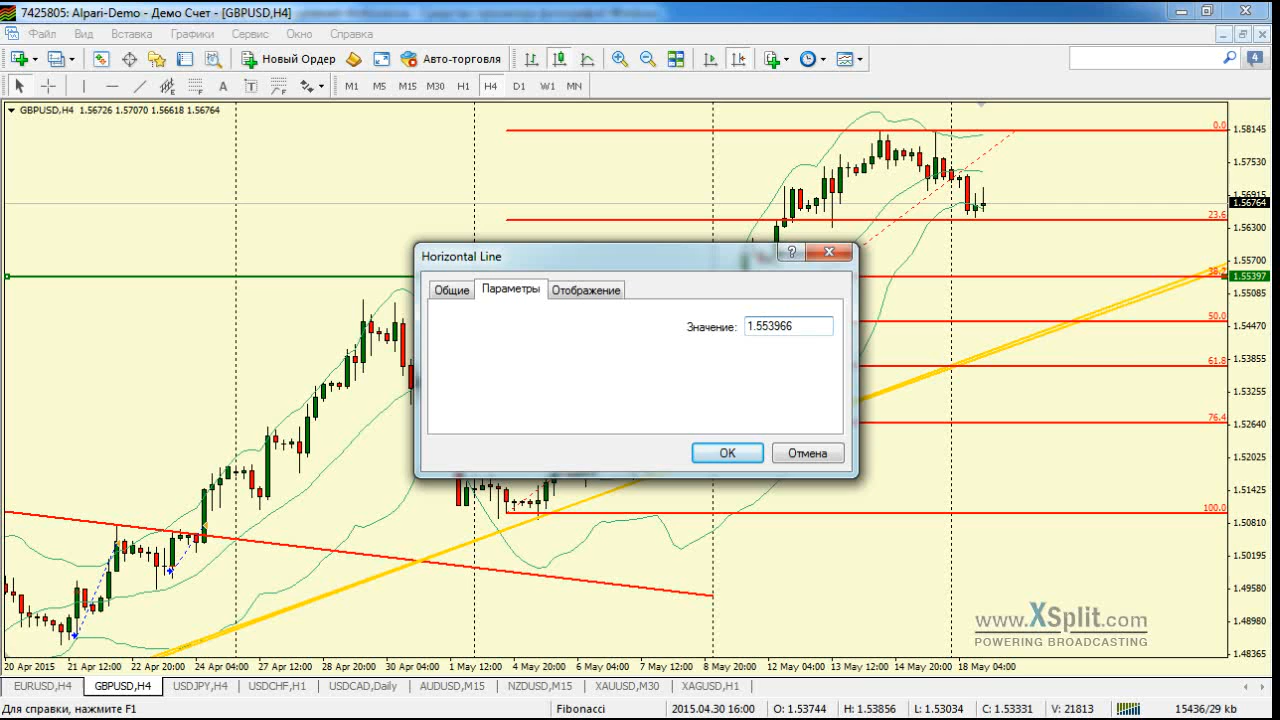 7425805: Alpari-Demo - Демо Счет - [GBPUSD,H4]
Файл Вид Вставка Графики Сервис Окно Справка
Новый Ордер Авто-торговля 4
A T M1 M5 M15 M30 H1 H4 D1 W1 MN
GBPUSD,H4 1.56726 1.57070 1.56618 1.56764
0.0
1.58145
1.57530
1.56915
1.56764
23.6
1.56300
1.55700
1.55397
1.55085
50.0
1.54470
61.8
1.53855
1.53255
76.4
1.52640
1.52025
1.51425
100.0
1.50810
1.50195
1.49580
1.48980
1.48365
Horizontal Line
Общие Параметры Отображение
Значение: 1.553966
OK Отмена
www.XSplit.com
POWERING BROADCASTING
20 Apr 2015 21 Apr 12:00 22 Apr 20:00 24 Apr 04:00 27 Apr 12:00 28 Apr 20:00 30 Apr 04:00 1 May 12:00 4 May 20:00 6 May 04:00 7 May 12:00 8 May 20:00 12 May 04:00 13 May 12:00 14 May 20:00 18 May 04:00
EURUSD,H4 GBPUSD,H4 USDJPY,H4 USDCHF,H1 USDCAD,Daily AUDUSD,M15 NZDUSD,M15 XAUUSD,M30 XAGUSD,H1
Для справки, нажмите F1 Fibonacci 2015.04.30 16:00 O: 1.53744 H: 1.53856 L: 1.53034 C: 1.53331 V: 21813 15436/29 kb